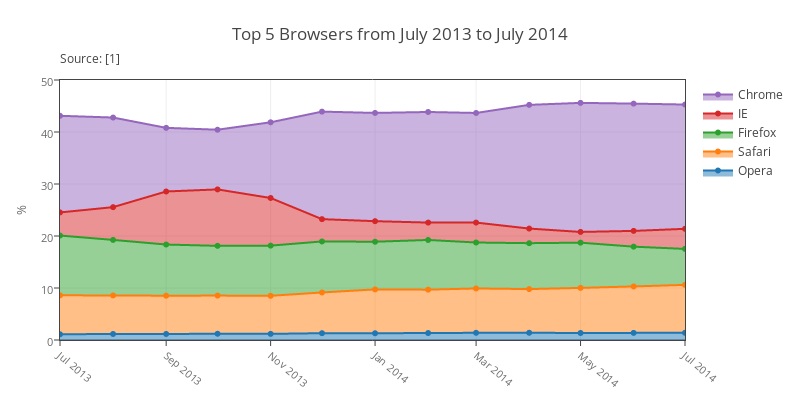 Top 5 Browsers from July 2013 to July 2014
Source: [1]
50
40
30
20
10
0
%
Jul 2013
Sep 2013
Nov 2013
Jan 2014
Mar 2014
May 2014
Jul 2014
Chrome
IE
Firefox
Safari
Opera